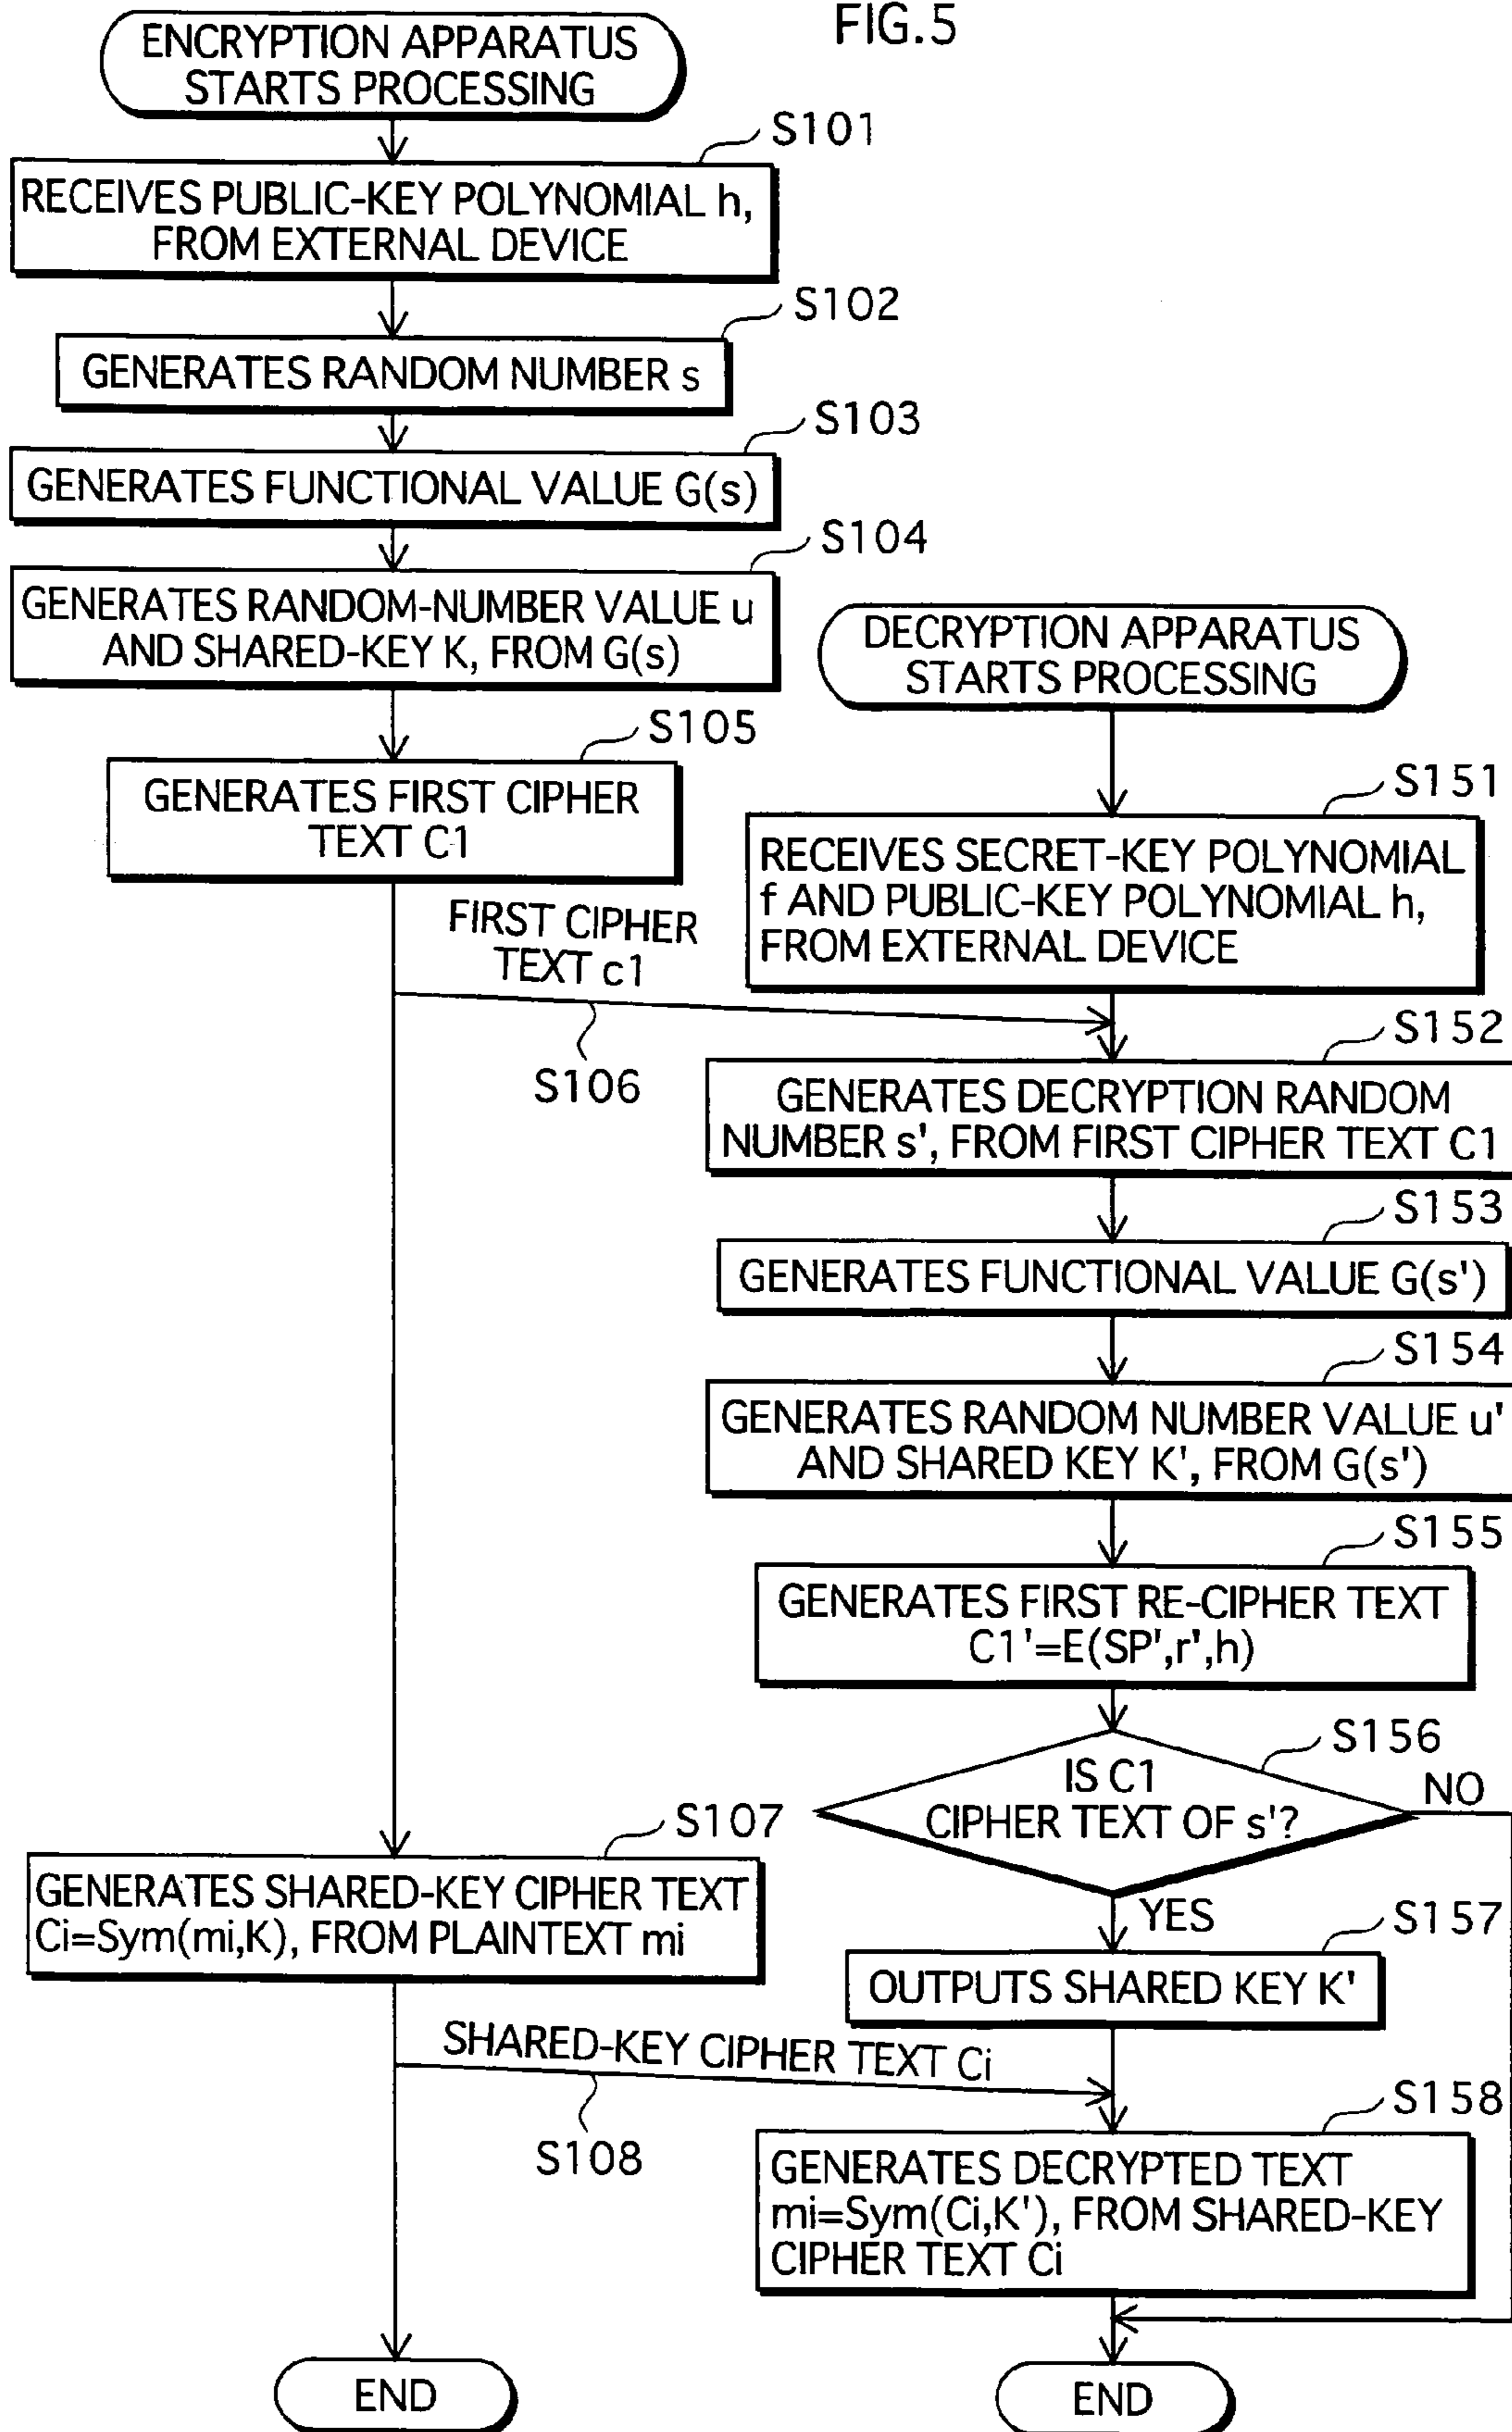 FIG.5
ENCRYPTION APPARATUS
STARTS PROCESSING
S101
RECEIVES PUBLIC-KEY POLYNOMIAL h,
FROM EXTERNAL DEVICE
S102
GENERATES RANDOM NUMBER s
S103
GENERATES FUNCTIONAL VALUE G(s)
S104
GENERATES RANDOM-NUMBER VALUE u
AND SHARED-KEY K, FROM G(s)
S105
GENERATES FIRST CIPHER
TEXT C1
FIRST CIPHER
TEXT c1
S106
S107
GENERATES SHARED-KEY CIPHER TEXT
Ci=Sym(mi,K), FROM PLAINTEXT mi
SHARED-KEY CIPHER TEXT Ci
S108
END
DECRYPTION APPARATUS
STARTS PROCESSING
S151
RECEIVES SECRET-KEY POLYNOMIAL
f AND PUBLIC-KEY POLYNOMIAL h,
FROM EXTERNAL DEVICE
S152
GENERATES DECRYPTION RANDOM
NUMBER s', FROM FIRST CIPHER TEXT C1
S153
GENERATES FUNCTIONAL VALUE G(s')
S154
GENERATES RANDOM NUMBER VALUE u'
AND SHARED KEY K', FROM G(s')
S155
GENERATES FIRST RE-CIPHER TEXT
C1'=E(SP',r',h)
S156
IS C1
CIPHER TEXT OF s'?
NO
YES
S157
OUTPUTS SHARED KEY K'
S158
GENERATES DECRYPTED TEXT
mi=Sym(Ci,K'), FROM SHARED-KEY
CIPHER TEXT Ci
END